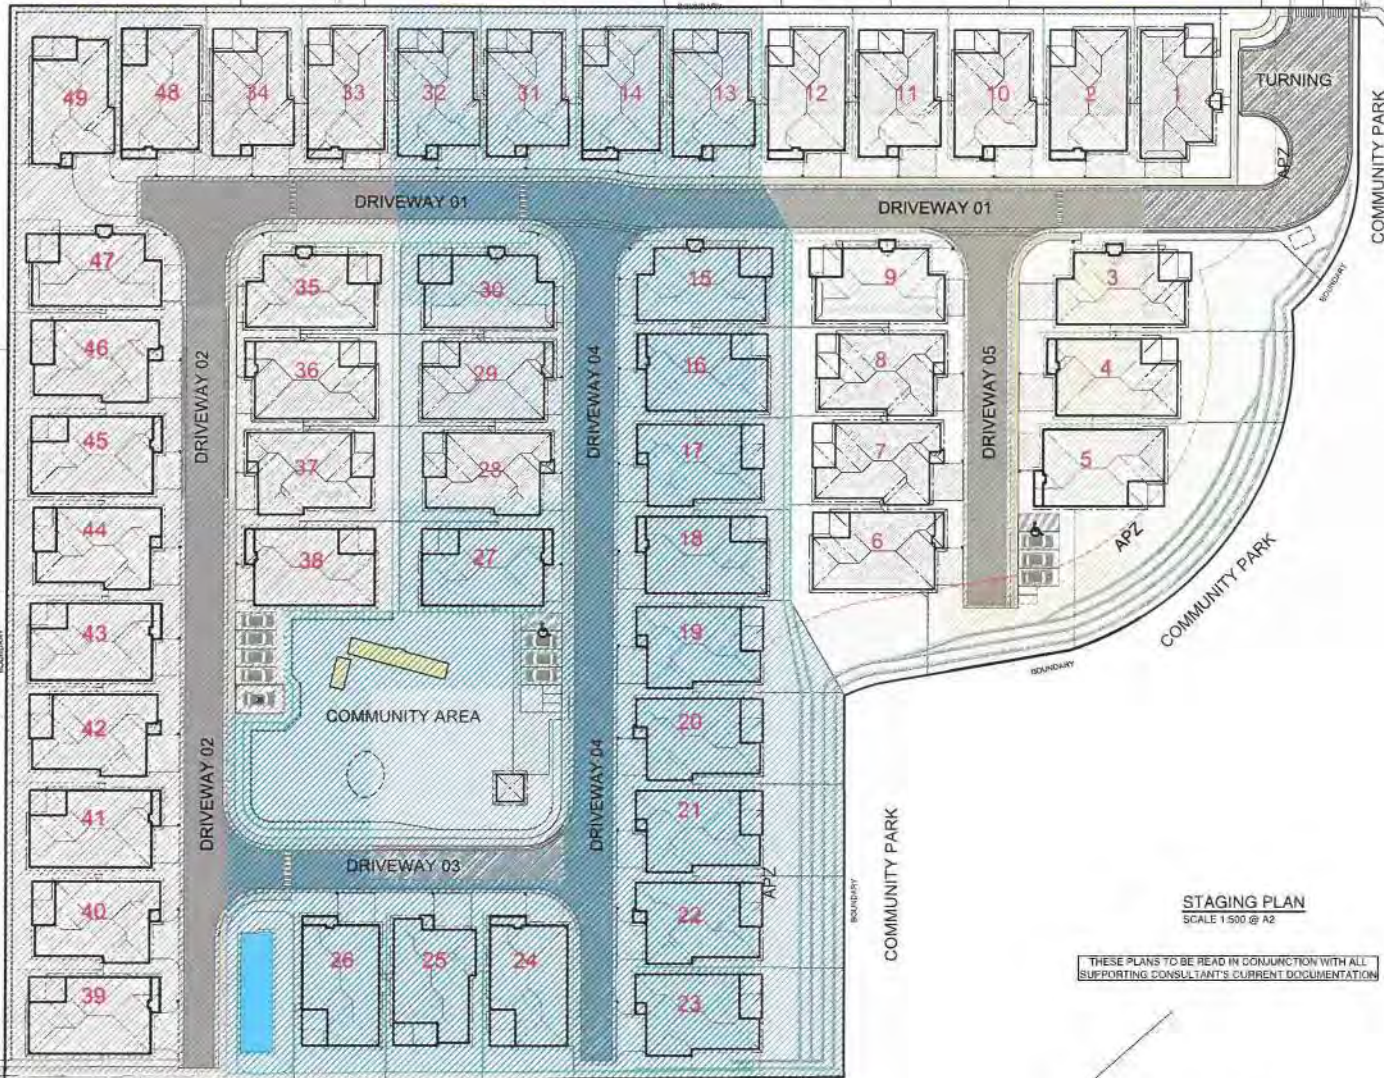 BOUNDARY
49
48
34
33
32
31
14
13
12
11
10
2
1
TURNING
APZ
COMMUNITY PARK
DRIVEWAY 01
DRIVEWAY 01
47
35
30
15
9
3
BOUNDARY
46
36
29
16
8
4
DRIVEWAY 02
DRIVEWAY 04
DRIVEWAY 05
45
37
28
17
7
5
44
38
27
18
6
APZ
COMMUNITY PARK
BOUNDARY
43
19
BOUNDARY
42
COMMUNITY AREA
20
DRIVEWAY 02
DRIVEWAY 04
41
21
DRIVEWAY 03
APZ
BOUNDARY
COMMUNITY PARK
40
26
25
24
22
39
23
STAGING PLAN
SCALE 1:500 @ A2
THESE PLANS TO BE READ IN CONJUNCTION WITH ALL
SUPPORTING CONSULTANT'S CURRENT DOCUMENTATION